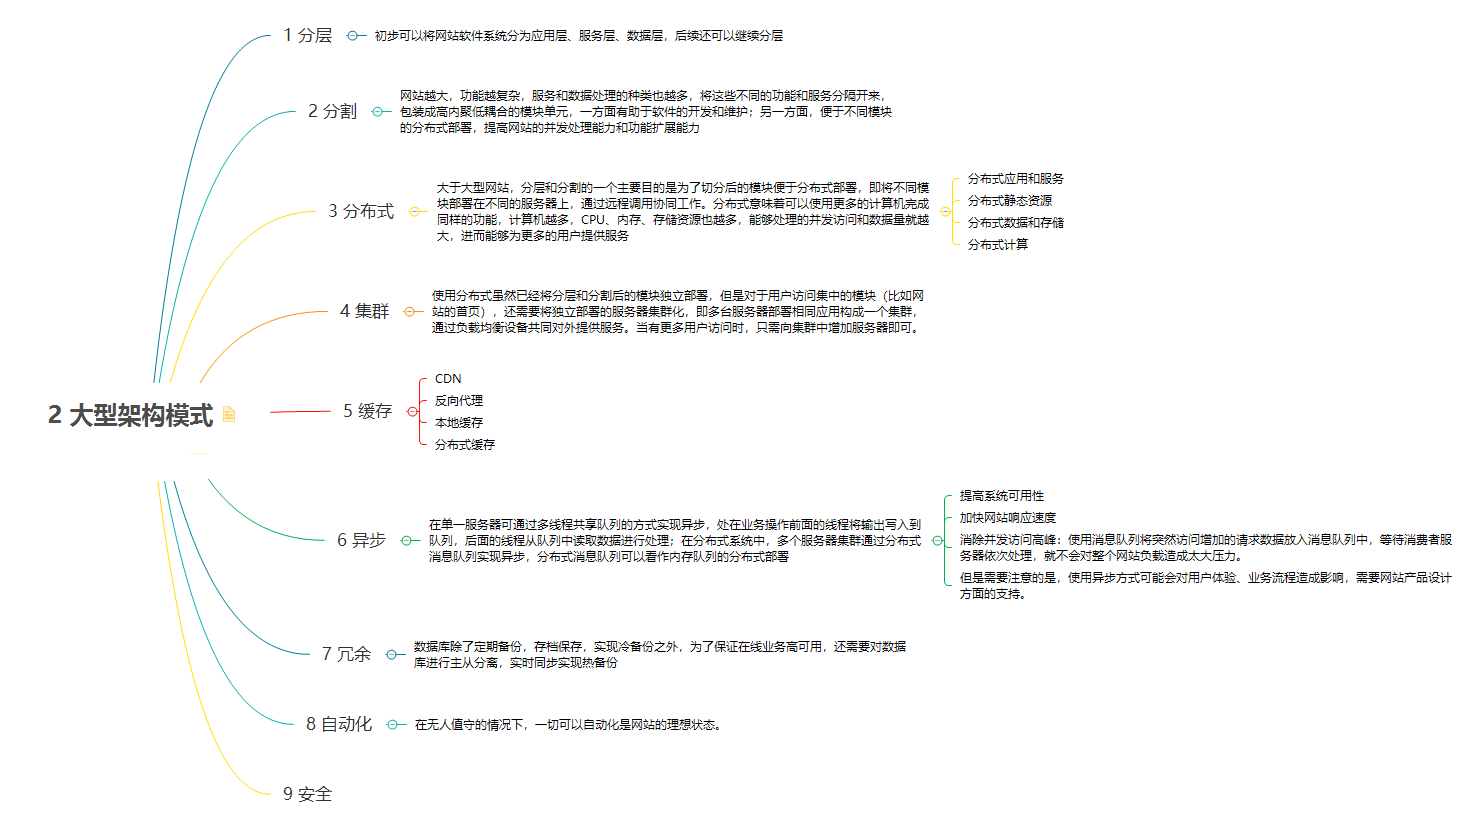 2 大型架构模式
1 分层
初步可以将网站软件系统分为应用层、服务层、数据层，后续还可以继续分层
2 分割
网站越大，功能越复杂，服务和数据处理的种类也越多，将这些不同的功能和服务分隔开来，
包装成高内聚低耦合的模块单元，一方面有助于软件的开发和维护；另一方面，便于不同模块
的分布式部署，提高网站的并发处理能力和功能扩展能力
3 分布式
大于大型网站，分层和分割的一个主要目的是为了切分后的模块便于分布式部署，即将不同模
块部署在不同的服务器上，通过远程调用协同工作。分布式意味着可以使用更多的计算机完成
同样的功能，计算机越多，CPU、内存、存储资源也越多，能够处理的并发访问和数据量就越
大，进而能够为更多的用户提供服务
分布式应用和服务
分布式静态资源
分布式数据和存储
分布式计算
4 集群
使用分布式虽然已经将分层和分割后的模块独立部署，但是对于用户访问集中的模块（比如网
站的首页），还需要将独立部署的服务器集群化，即多台服务器部署相同应用构成一个集群，
通过负载均衡设备共同对外提供服务。当有更多用户访问时，只需向集群中增加服务器即可。
5 缓存
CDN
反向代理
本地缓存
分布式缓存
6 异步
在单一服务器可通过多线程共享队列的方式实现异步，处在业务操作前面的线程将输出写入到
队列，后面的线程从队列中读取数据进行处理；在分布式系统中，多个服务器集群通过分布式
消息队列实现异步，分布式消息队列可以看作内存队列的分布式部署
提高系统可用性
加快网站响应速度
消除并发访问高峰：使用消息队列将突然访问增加的请求数据放入消息队列中，等待消费者服
务器依次处理，就不会对整个网站负载造成太大压力。
但是需要注意的是，使用异步方式可能会对用户体验、业务流程造成影响，需要网站产品设计
方面的支持。
7 冗余
数据库除了定期备份，存档保存，实现冷备份之外，为了保证在线业务高可用，还需要对数据
库进行主从分离，实时同步实现热备份
8 自动化
在无人值守的情况下，一切可以自动化是网站的理想状态。
9 安全